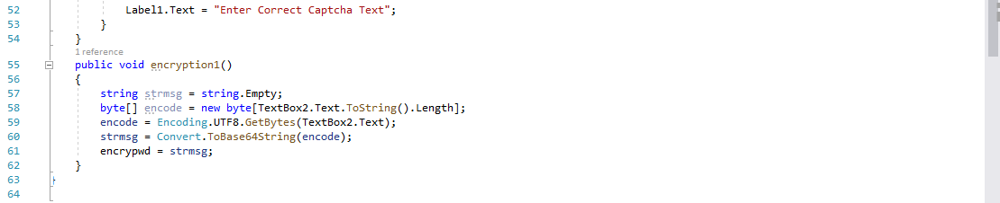 52 Label1.Text = "Enter Correct Captcha Text";
53 }
54 }
1 reference
55 public void encryption1()
56 {
57 string strmsg = string.Empty;
58 byte[] encode = new byte[TextBox2.Text.ToString().Length];
59 encode = Encoding.UTF8.GetBytes(TextBox2.Text);
60 strmsg = Convert.ToBase64String(encode);
61 encrypwd = strmsg;
62 }
63 }
64